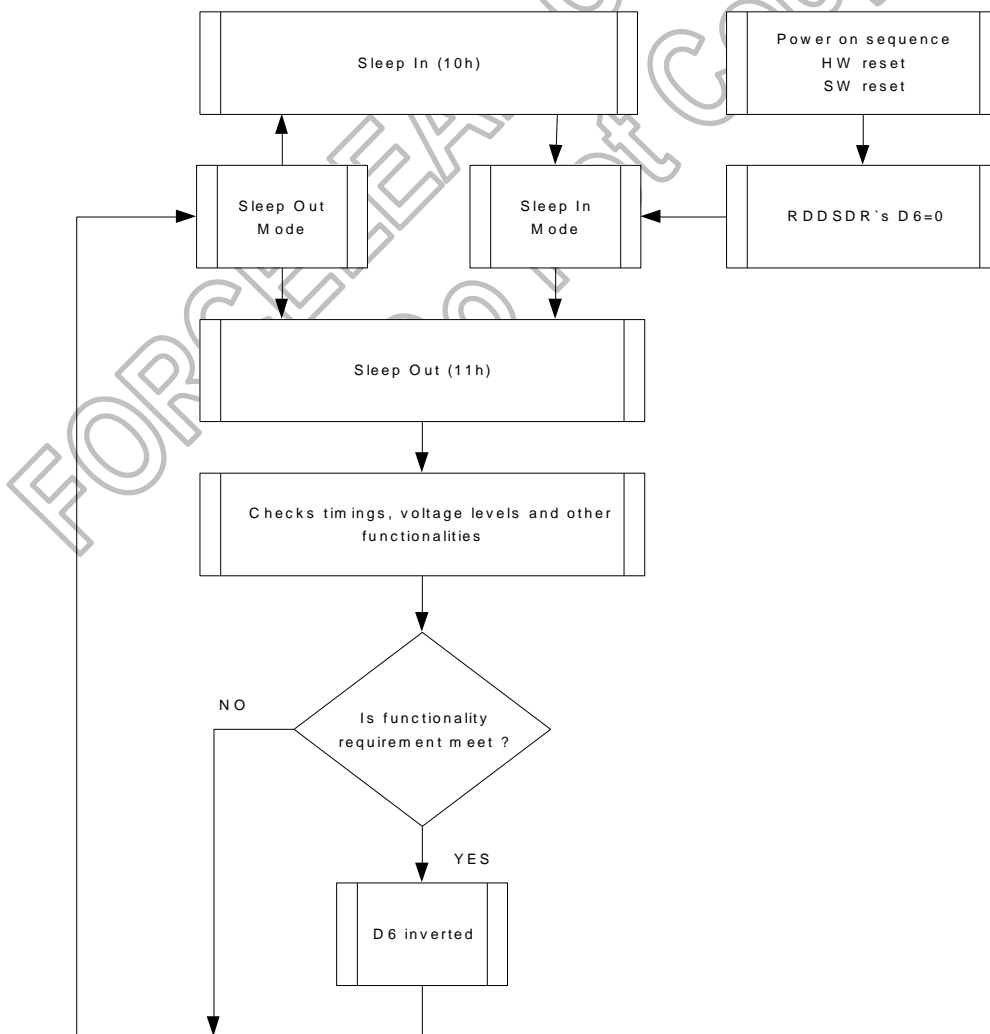 Sleep In (10h)
Power on sequence
HW reset
SW reset
Sleep Out
Mode
Sleep In
Mode
RDDSDR`s D6=0
Sleep Out (11h)
Checks timings, voltage levels and other
functionalities
NO
Is functionality
requirement meet ?
YES
D6 inverted